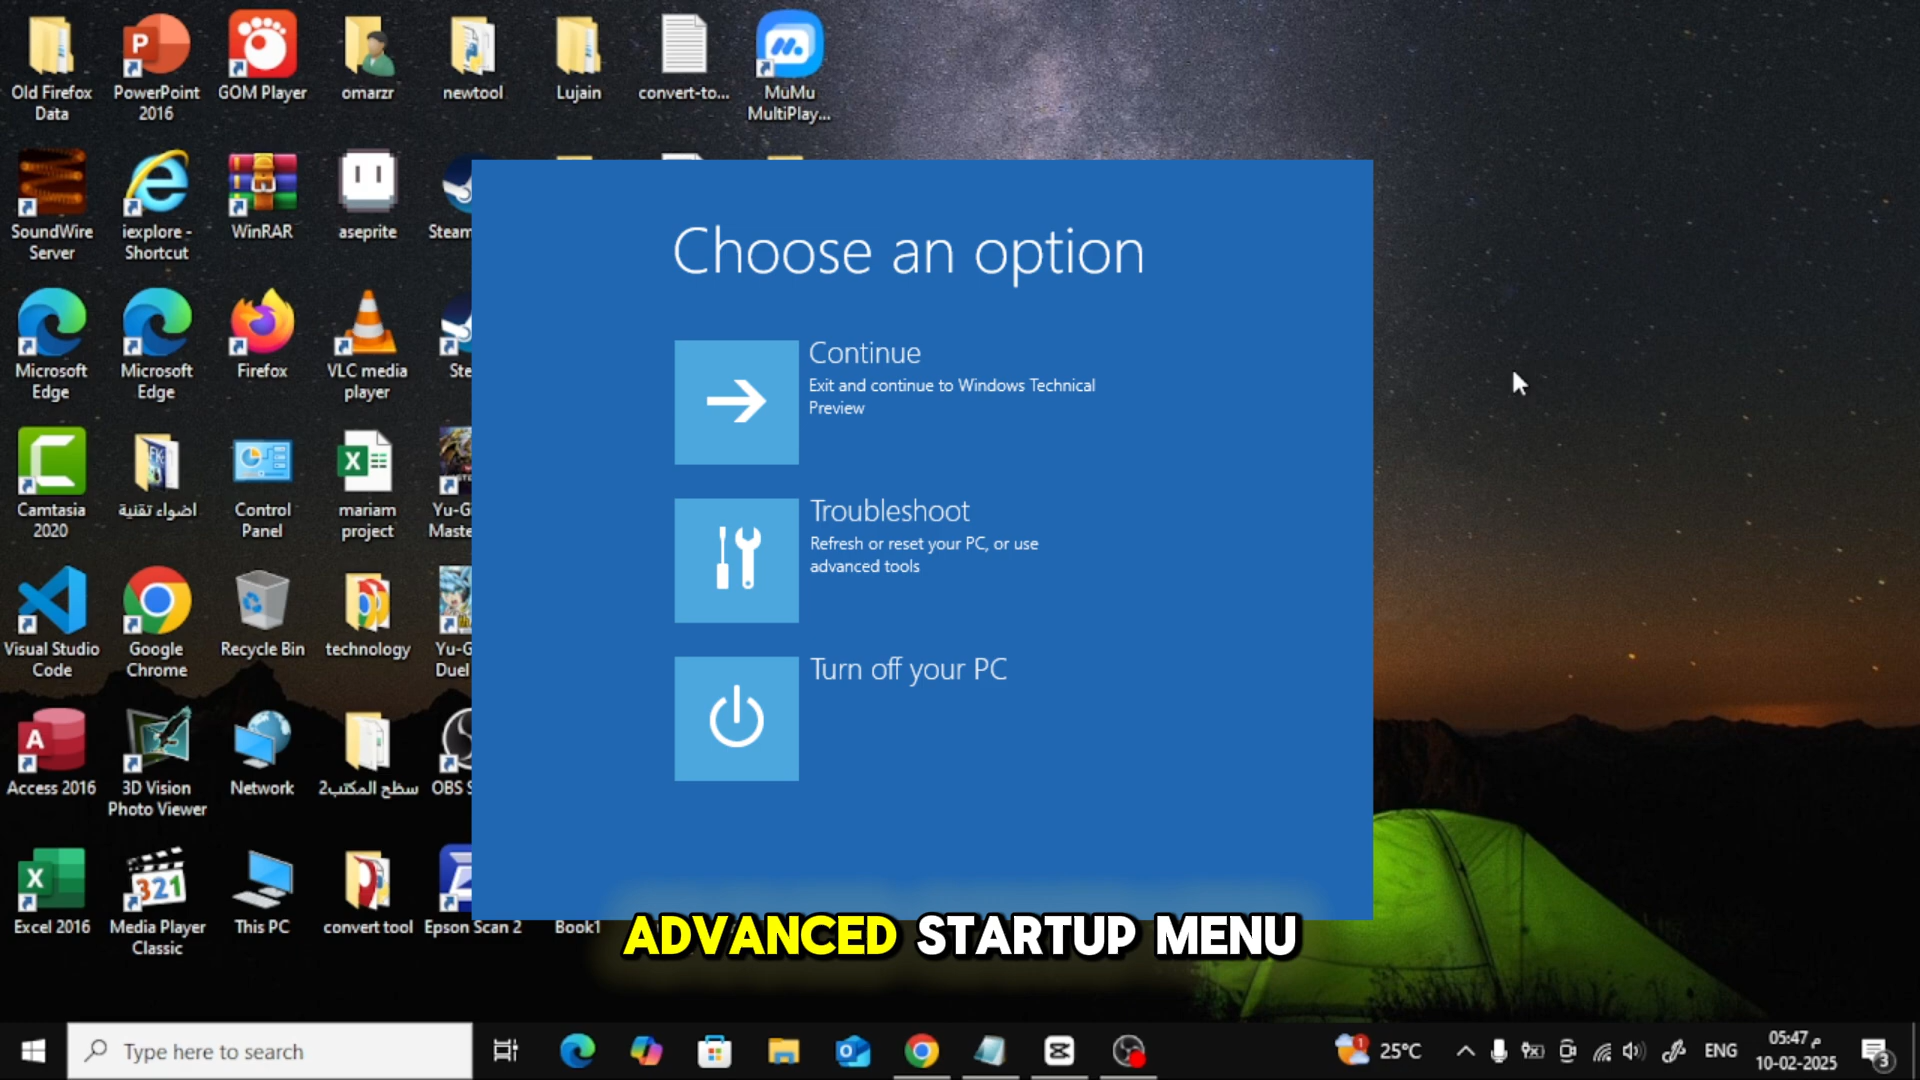 Old Firefox
Data
PowerPoint
2016
GOM Player
omarzr
newtool
Lujain
convert-to...
MuMu
MultiPlay...
SoundWire
Server
iexplore -
Shortcut
WinRAR
aseprite
Steam
Microsoft
Edge
Microsoft
Edge
Firefox
VLC media
player
Ste
Camtasia
2020
اضواء تقنية
Control
Panel
mariam
project
Yu-G
Maste
Visual Studio
Code
Google
Chrome
Recycle Bin
technology
Yu-G
Duel
Access 2016
3D Vision
Photo Viewer
Network
سطح المكتب2
OBS S
Excel 2016
Media Player
Classic
This PC
convert tool
Epson Scan 2
Book1
Choose an option
Continue
Exit and continue to Windows Technical
Preview
Troubleshoot
Refresh or reset your PC, or use
advanced tools
Turn off your PC
ADVANCED STARTUP MENU
Type here to search
1
25°C
ENG
05:47 م
10-02-2025
3